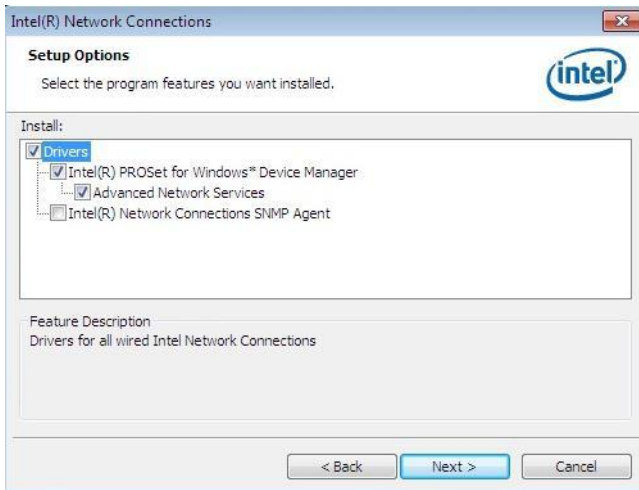 Intel(R) Network Connections
Setup Options
Select the program features you want installed.
intel
Install:
Drivers
Intel(R) PROSet for Windows* Device Manager
Advanced Network Services
Intel(R) Network Connections SNMP Agent
Feature Description
Drivers for all wired Intel Network Connections
< Back Next > Cancel